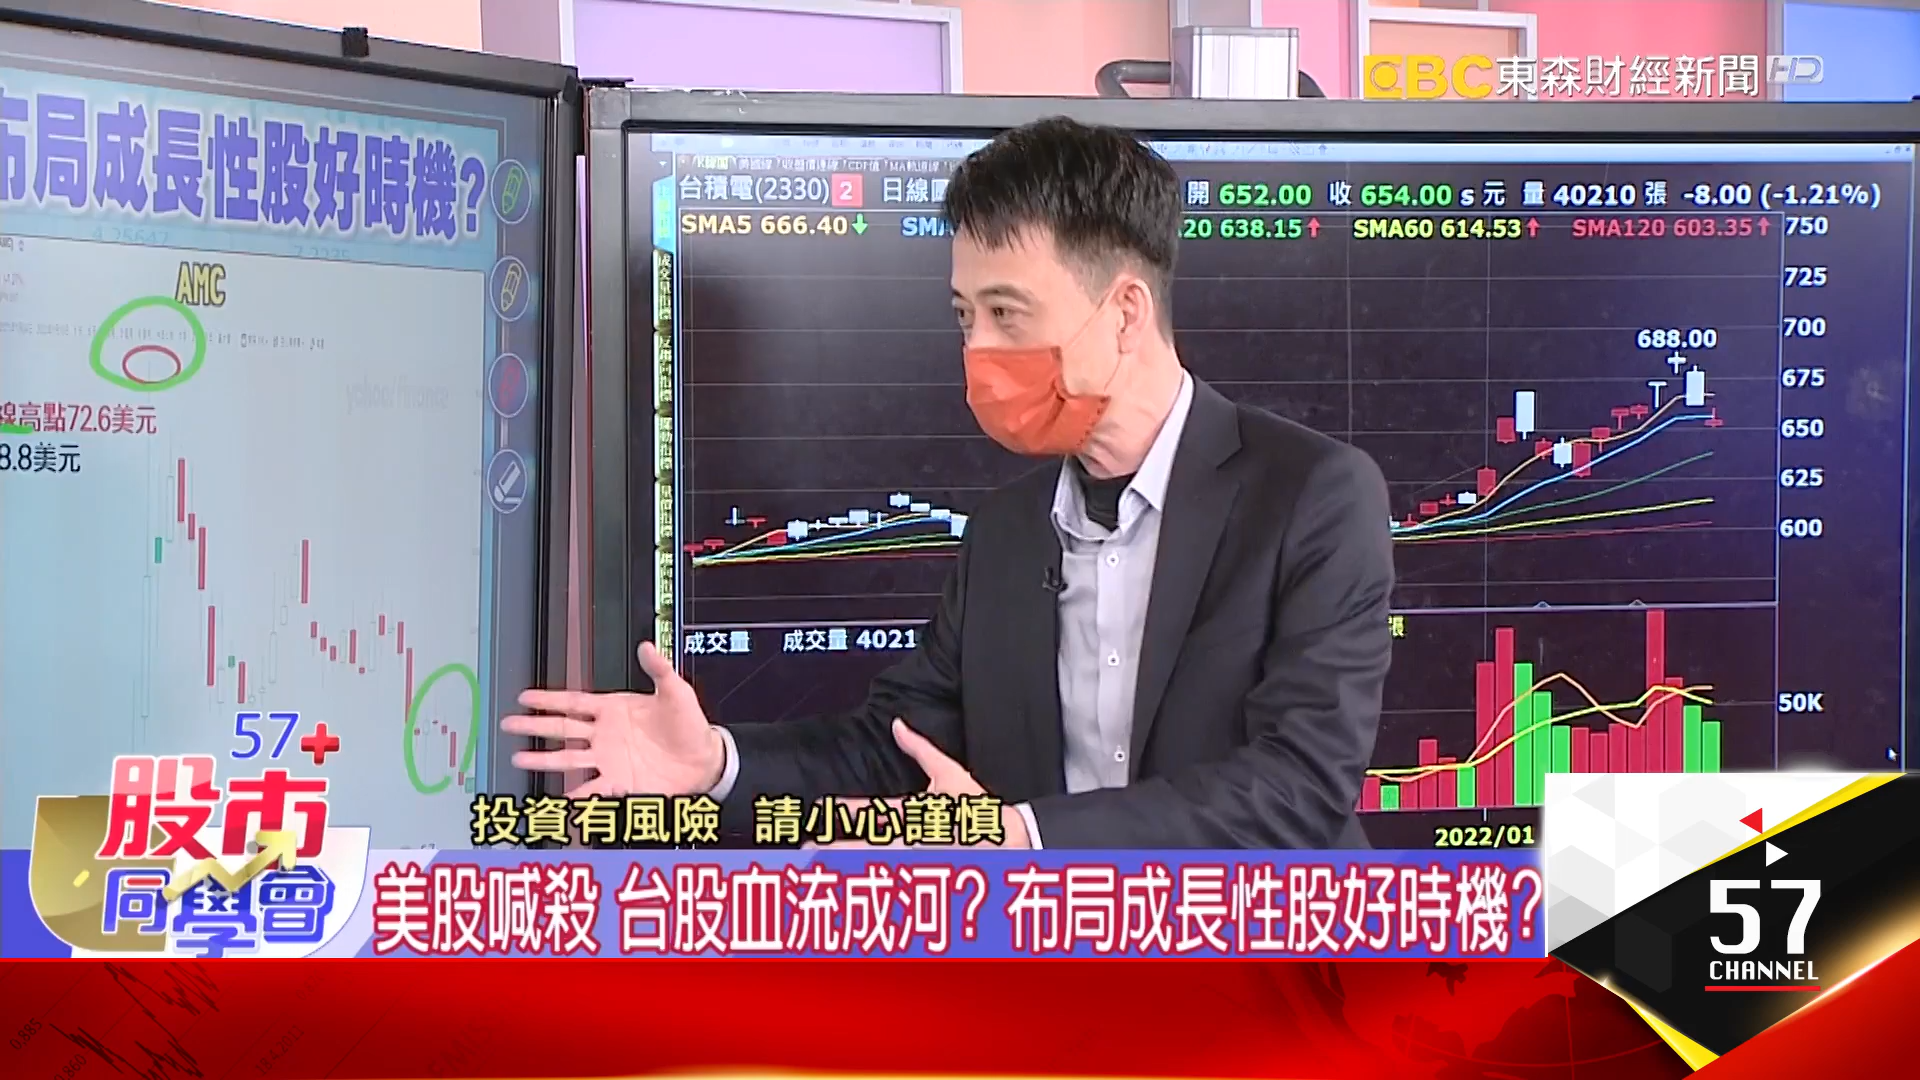 EBC東森財經新聞HD
布局成長性股好時機?
AMC
線高點72.6美元
8.8美元
yahoo/finance
台積電(2330) 2 日線圖
開 652.00 收 654.00 s 元 量 40210 張 -8.00 (-1.21%)
SMA5 666.40↓
20 638.15↑ SMA60 614.53↑ SMA120 603.35↑
750
725
700
688.00
675
650
625
600
成交量 成交量 4021
張
50K
2022/01
57+
股市
同學會
投資有風險 請小心謹慎
美股喊殺 台股血流成河? 布局成長性股好時機?
57
CHANNEL